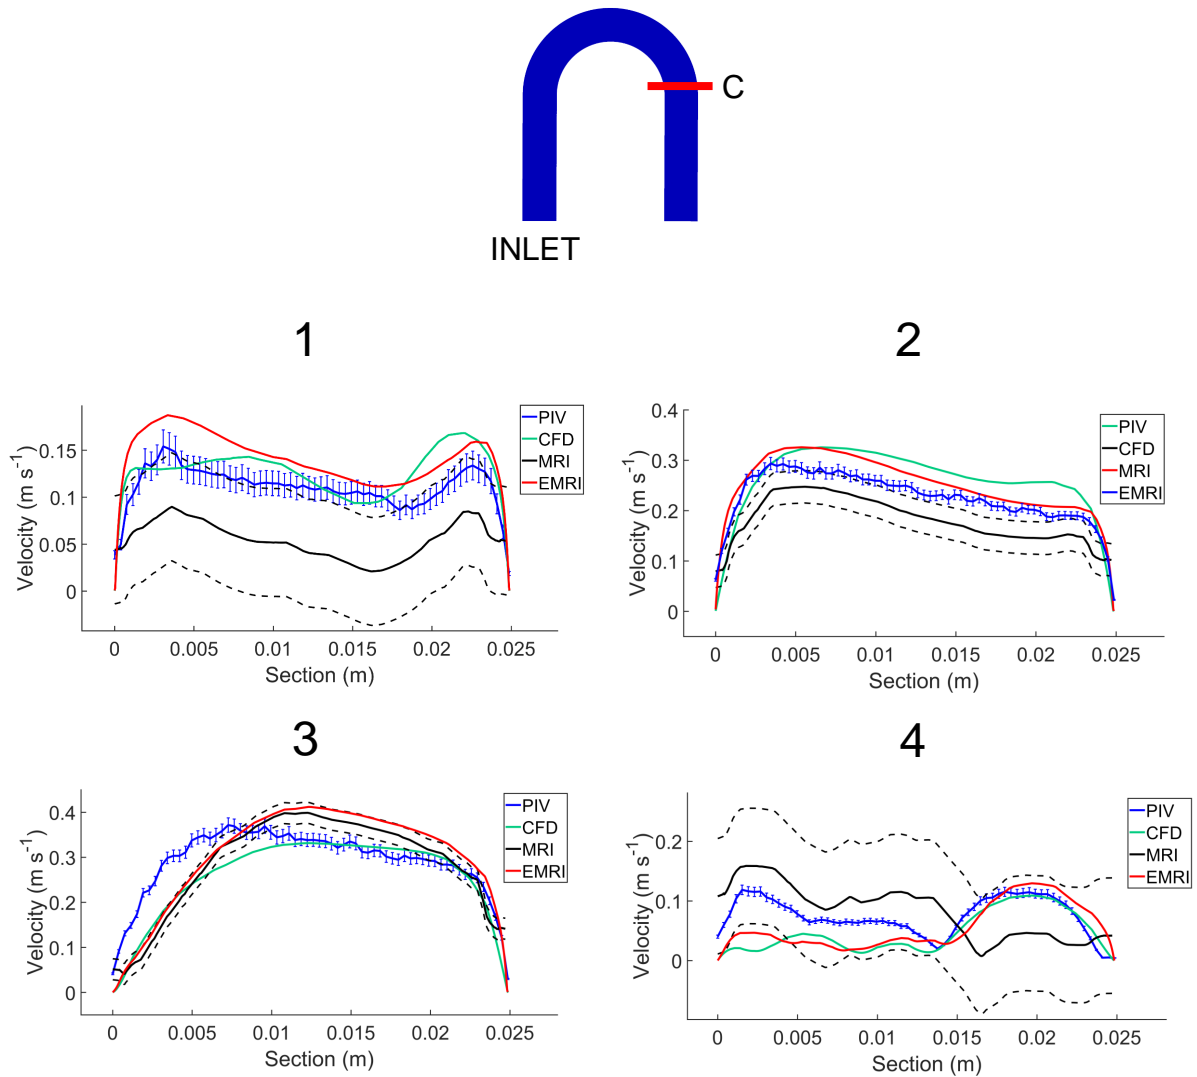 C
INLET
1
PIV
CFD
MRI
EMRI
Velocity (m s-1)
0.15
0.1
0.05
0
0
0.005
0.01
0.015
0.02
0.025
Section (m)
2
PIV
CFD
MRI
EMRI
Velocity (m s-1)
0.4
0.3
0.2
0.1
0
0
0.005
0.01
0.015
0.02
0.025
Section (m)
3
PIV
CFD
MRI
EMRI
Velocity (m s-1)
0.4
0.3
0.2
0.1
0
0
0.005
0.01
0.015
0.02
0.025
Section (m)
4
PIV
CFD
MRI
EMRI
Velocity (m s-1)
0.2
0.1
0
0
0.005
0.01
0.015
0.02
0.025
Section (m)